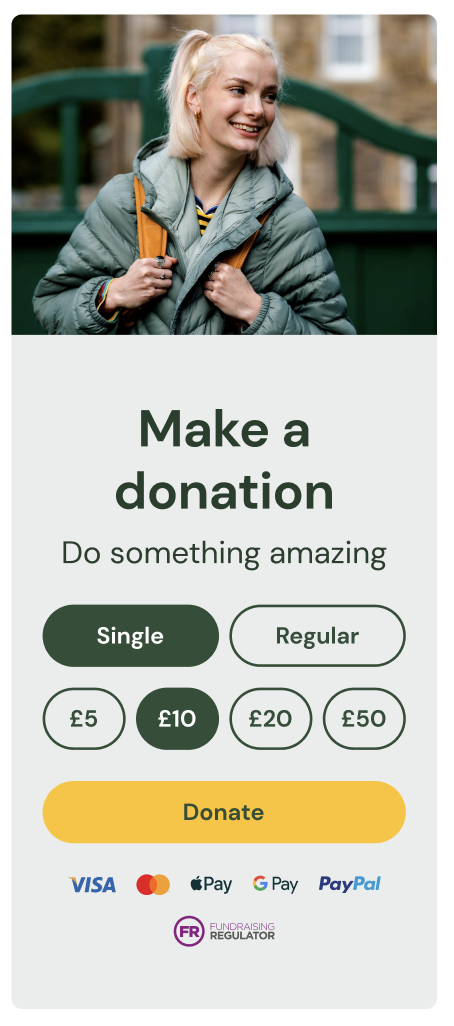 Make a
donation
Do something amazing
Single Regular
£5 £10 £20 £50
Donate
VISA Pay G Pay PayPal
FR FUNDRAISING
REGULATOR